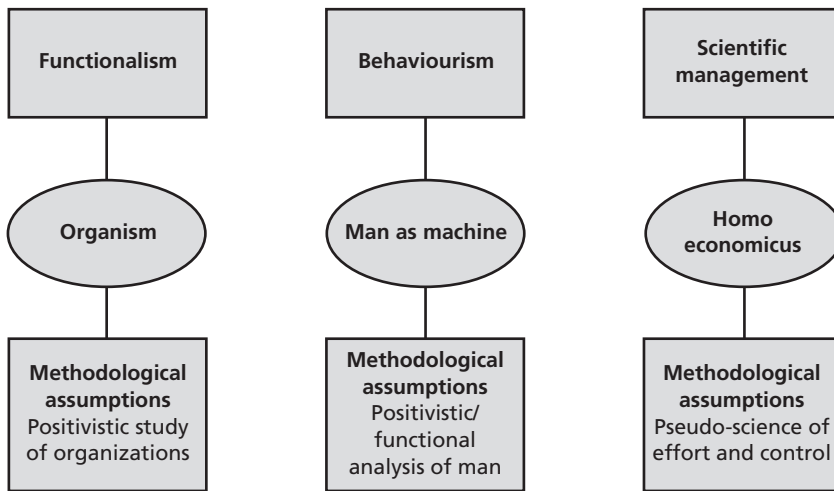 Functionalism
Behaviourism
Scientific
management
Organism
Man as machine
Homo
economicus
Methodological
assumptions
Positivistic study
of organizations
Methodological
assumptions
Positivistic/
functional
analysis of man
Methodological
assumptions
Pseudo-science of
effort and control